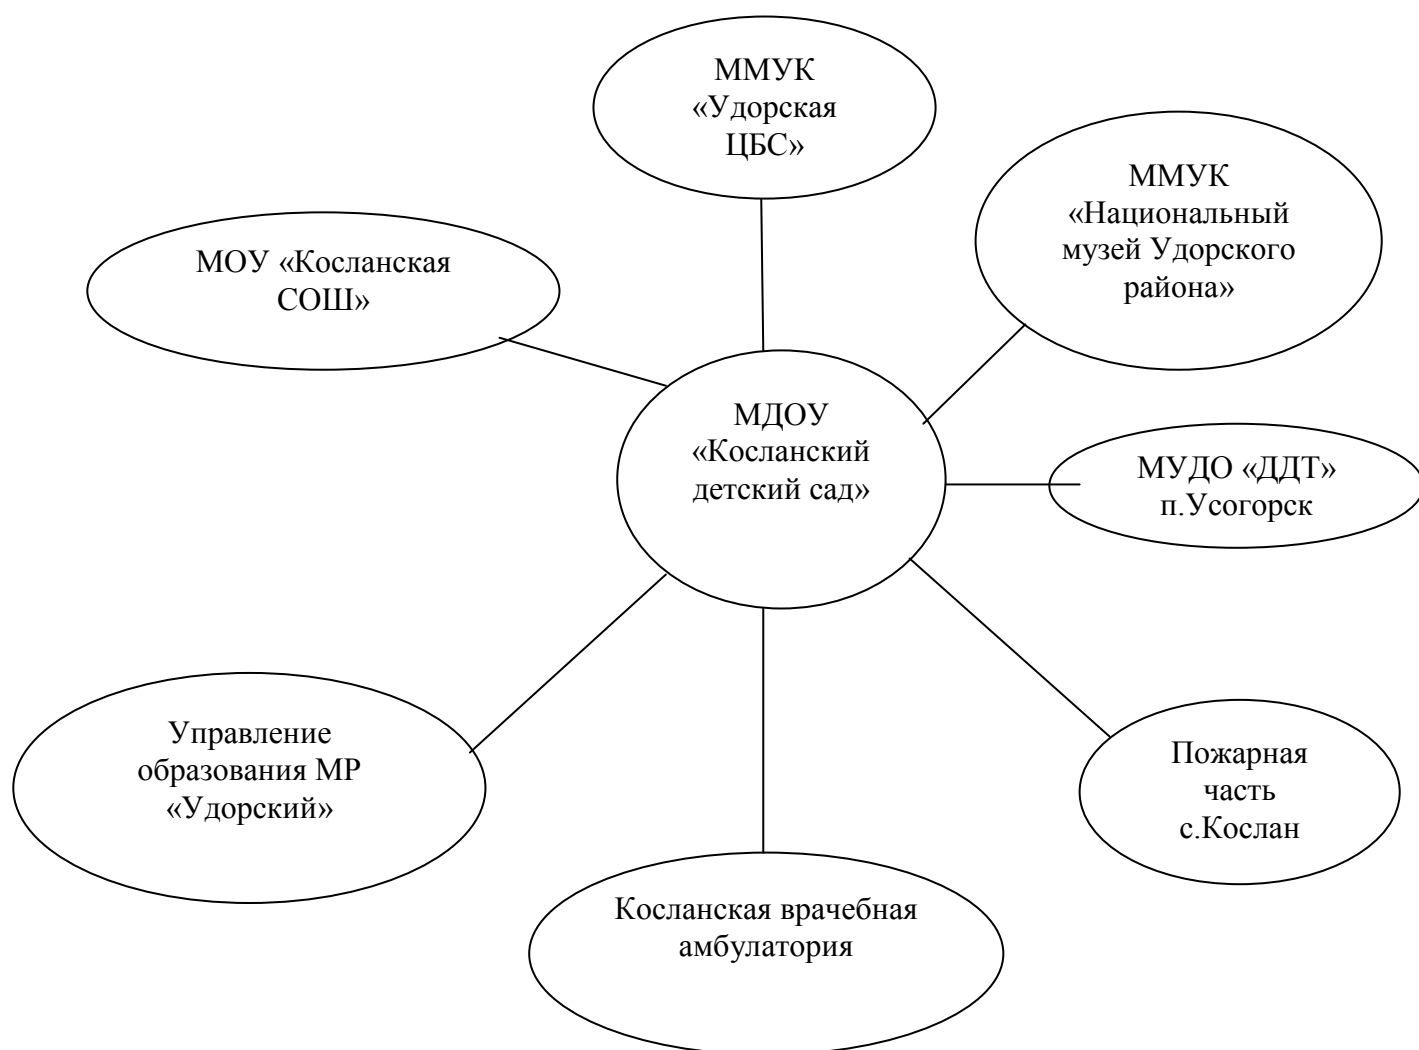 ММУК
«Удорская
ЦБС»
ММУК
«Национальный
музей Удорского
района»
МОУ «Косланская
СОШ»
МДОУ
«Косланский
детский сад»
МУДО «ДДТ»
п.Усогорск
Управление
образования МР
«Удорский»
Пожарная
часть
с.Кослан
Косланская врачебная
амбулатория